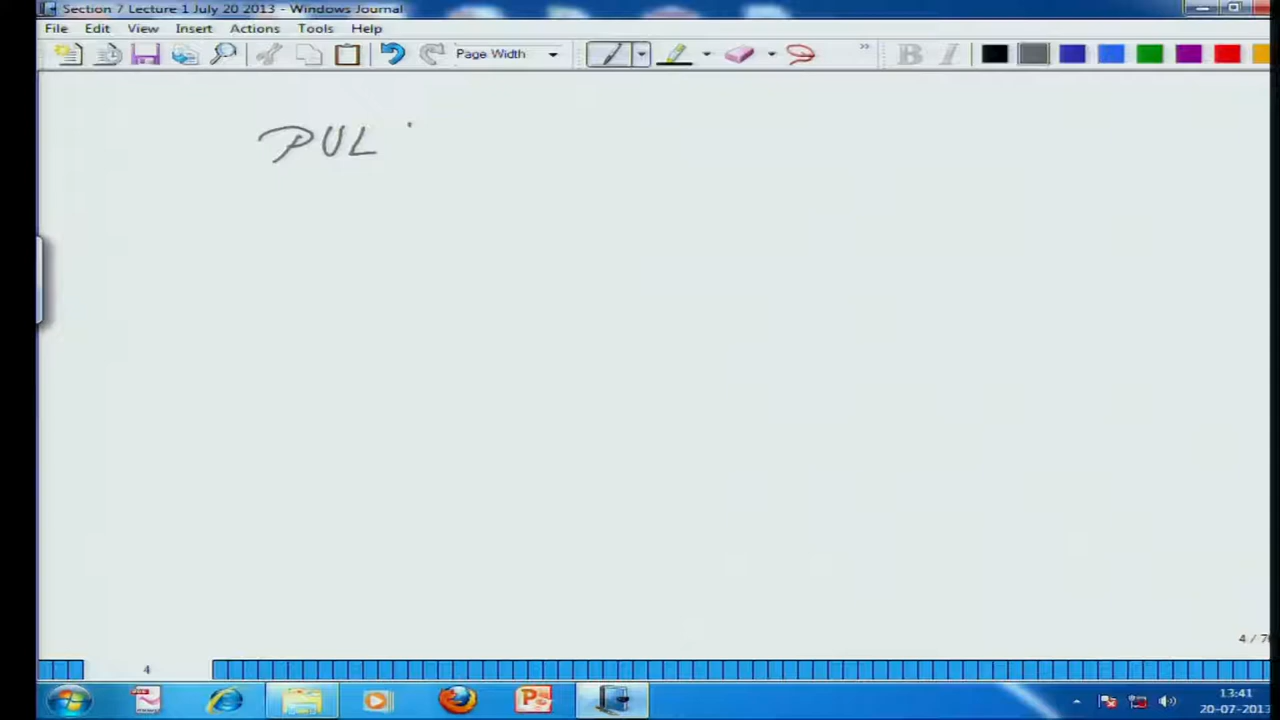 Section 7 Lecture 1 July 20 2013 - Windows Journal
File Edit View Insert Actions Tools Help
Page Width B I
PUL
4 / 70
4
13:41
20-07-2013